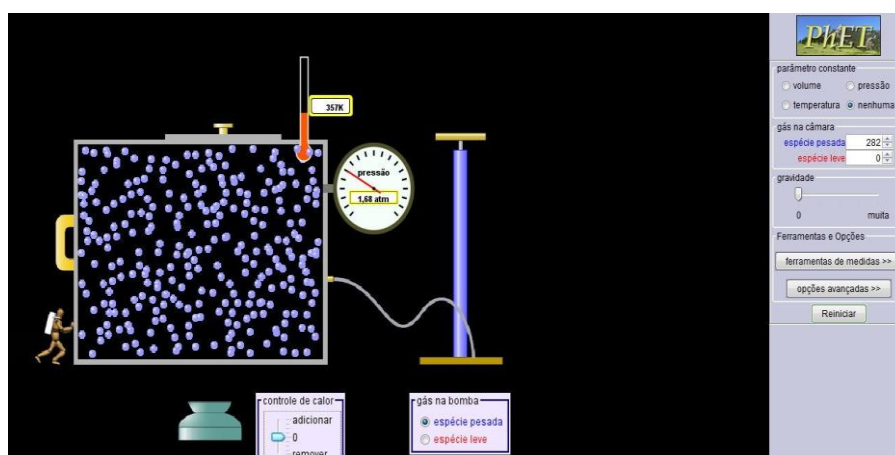 PhET
parâmetro constante
volume
pressão
temperatura
nenhuma
gás na câmara
espécie pesada 282
espécie leve 0
gravidade
0 muita
Ferramentas e Opções
ferramentas de medidas >>
opções avançadas >>
Reiniciar
357K
pressão
1,68 atm
controle de calor
adicionar
0
remover
gás na bomba
espécie pesada
espécie leve